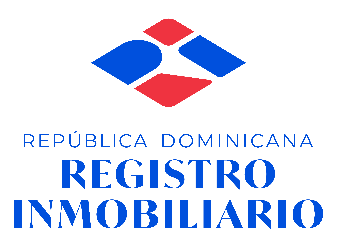 REPÚBLICA DOMINICANA
REGISTRO
INMOBILIARIO